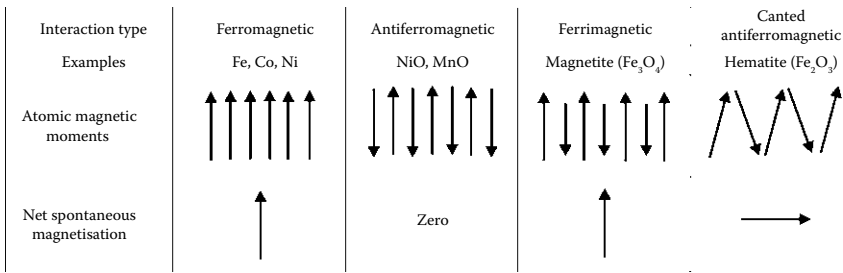 Interaction type Ferromagnetic Antiferromagnetic Ferrimagnetic Canted antiferromagnetic
Examples Fe, Co, Ni NiO, MnO Magnetite (Fe₃O₄) Hematite (Fe₂O₃)
Atomic magnetic
moments
Net spontaneous
magnetisation
Zero